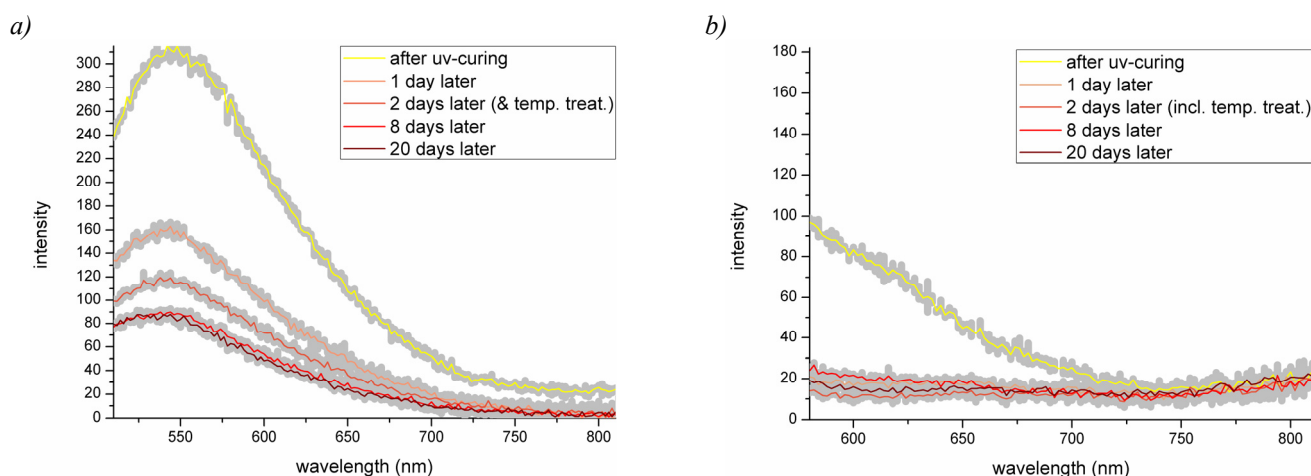 a)
300
280
260
240
220
200
180
160
140
120
100
80
60
40
20
0
intensity
550
600
650
700
750
800
wavelength (nm)
after uv-curing
1 day later
2 days later (& temp. treat.)
8 days later
20 days later
b)
180
160
140
120
100
80
60
40
20
0
intensity
600
650
700
750
800
wavelength (nm)
after uv-curing
1 day later
2 days later (incl. temp. treat.)
8 days later
20 days later